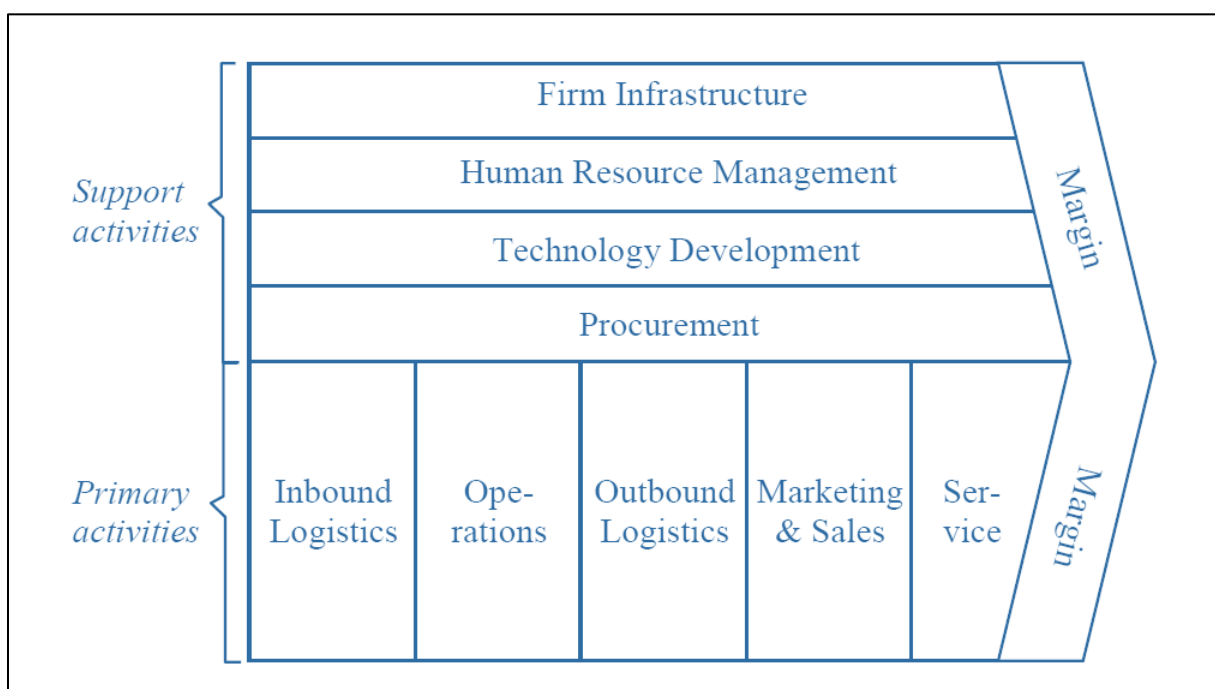 Firm Infrastructure
Human Resource Management
Technology Development
Procurement
Support
activities
Margin
Primary
activities
Inbound
Logistics
Ope-
rations
Outbound
Logistics
Marketing
& Sales
Ser-
vice
Margin